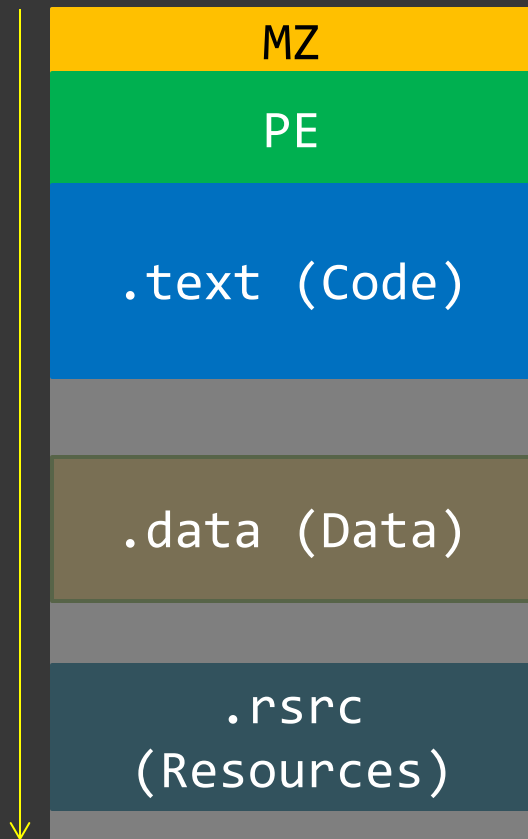 MZ
PE
.text (Code)
.data (Data)
.rsrc
(Resources)